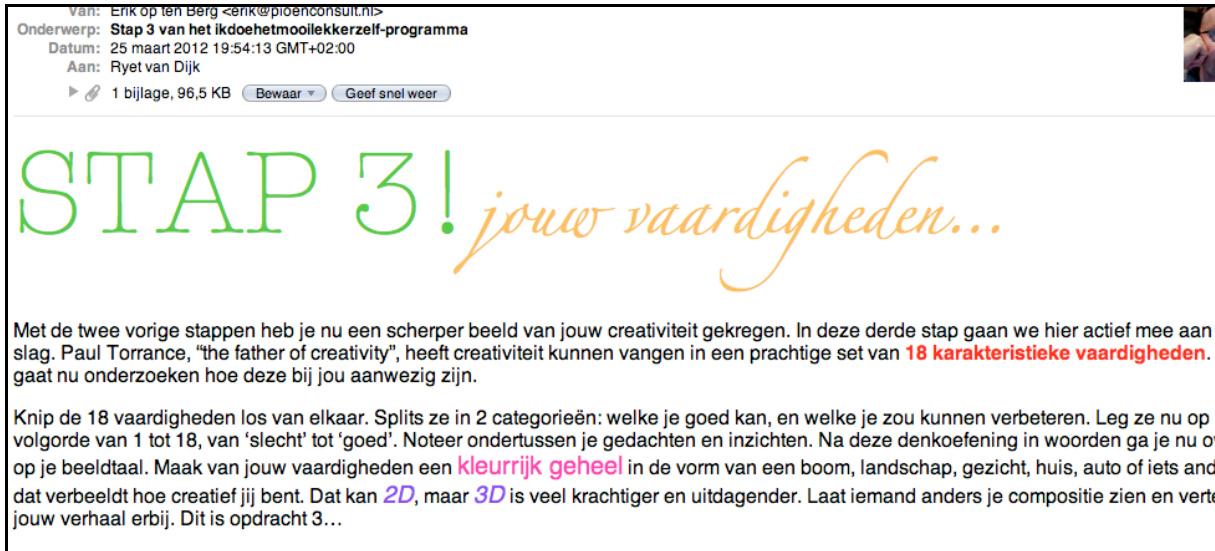 Van: Erik op ten Berg <erik@pioenconsult.nl>
Onderwerp: Stap 3 van het ikdoehetmooilekkerzelf-programma
Datum: 25 maart 2012 19:54:13 GMT+02:00
Aan: Ryet van Dijk
1 bijlage, 96,5 KB Bewaar Geef snel weer
STAP 3! jouw vaardigheden...
Met de twee vorige stappen heb je nu een scherper beeld van jouw creativiteit gekregen. In deze derde stap gaan we hier actief mee aan
slag. Paul Torrance, “the father of creativity”, heeft creativiteit kunnen vangen in een prachtige set van 18 karakteristieke vaardigheden.
gaat nu onderzoeken hoe deze bij jou aanwezig zijn.
Knip de 18 vaardigheden los van elkaar. Splits ze in 2 categorieën: welke je goed kan, en welke je zou kunnen verbeteren. Leg ze nu op
volgorde van 1 tot 18, van ‘slecht’ tot ‘goed’. Noteer ondertussen je gedachten en inzichten. Na deze denkoefening in woorden ga je nu
op je beeldtaal. Maak van jouw vaardigheden een kleurrijk geheel in de vorm van een boom, landschap, gezicht, huis, auto of iets
dat verbeeldt hoe creatief jij bent. Dat kan 2D, maar 3D is veel krachtiger en uitdagender. Laat iemand anders je compositie zien en
jouw verhaal erbij. Dit is opdracht 3…